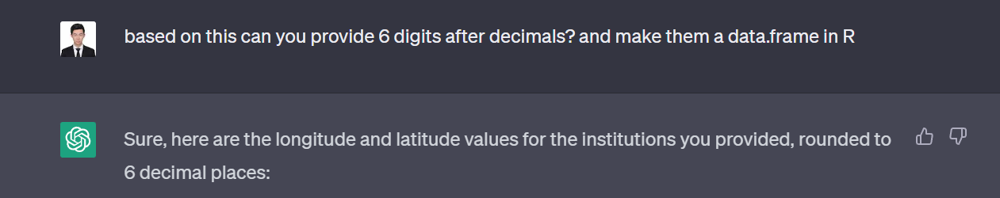 based on this can you provide 6 digits after decimals? and make them a data.frame in R
Sure, here are the longitude and latitude values for the institutions you provided, rounded to
6 decimal places: